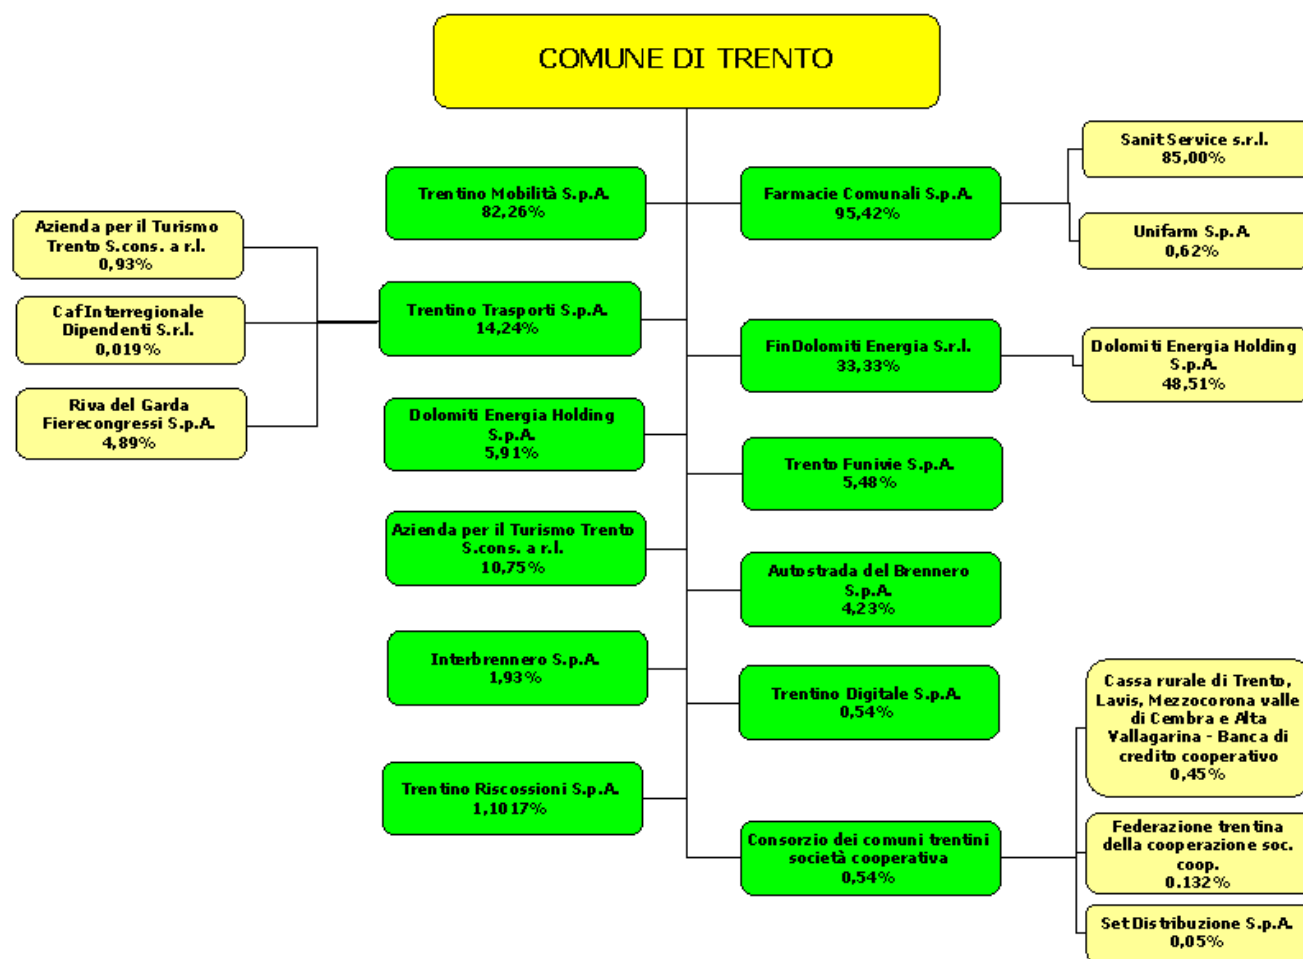 COMUNE DI TRENTO
Trentino Mobilità S.p.A.
82,26%
Farmacie Comunali S.p.A.
95,42%
Sanit Service s.r.l.
85,00%
Unifarm S.p.A.
0,62%
Azienda per il Turismo
Trento S.cons. a r.l.
0,93%
Caf Interregionale
Dipendenti S.r.l.
0,019%
Riva del Garda
Fierecongressi S.p.A.
4,89%
Trentino Trasporti S.p.A.
14,24%
FinDolomiti Energia S.r.l.
33,33%
Dolomiti Energia Holding
S.p.A.
48,51%
Dolomiti Energia Holding
S.p.A.
5,91%
Trento Funivie S.p.A.
5,48%
Azienda per il Turismo Trento
S.cons. a r.l.
10,75%
Autostrada del Brennero
S.p.A.
4,23%
Interbrennero S.p.A.
1,93%
Trentino Digitale S.p.A.
0,54%
Trentino Riscossioni S.p.A.
1,1017%
Consorzio dei comuni trentini
società cooperativa
0,54%
Cassa rurale di Trento,
Lavis, Mezzocorona valle
di Cembra e Alta
Vallagarina - Banca di
credito cooperativo
0,45%
Federazione trentina
della cooperazione soc.
coop.
0.132%
Set Distribuzione S.p.A.
0,05%